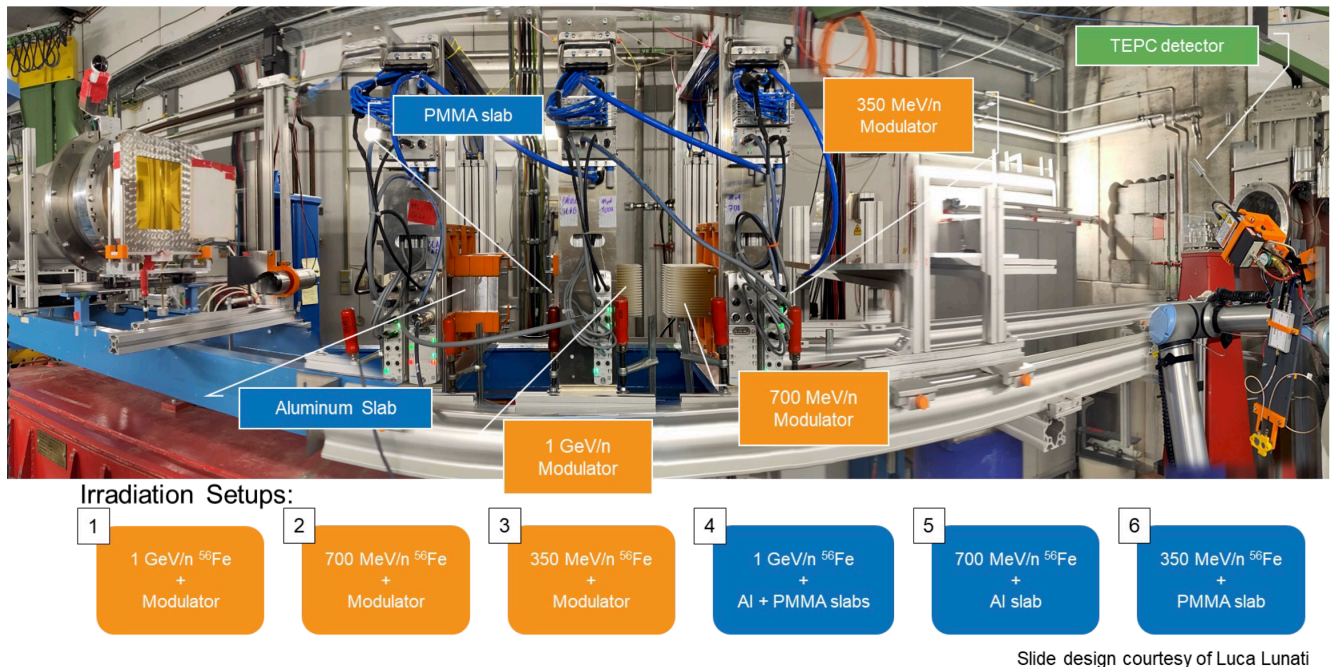 TEPC detector
350 MeV/n
Modulator
PMMA slab
Aluminum Slab
1 GeV/n
Modulator
700 MeV/n
Modulator
Irradiation Setups:
1
1 GeV/n ⁵⁶Fe
+
Modulator
2
700 MeV/n ⁵⁶Fe
+
Modulator
3
350 MeV/n ⁵⁶Fe
+
Modulator
4
1 GeV/n ⁵⁶Fe
+
Al + PMMA slabs
5
700 MeV/n ⁵⁶Fe
+
Al slab
6
350 MeV/n ⁵⁶Fe
+
PMMA slab
Slide design courtesy of Luca Lunati